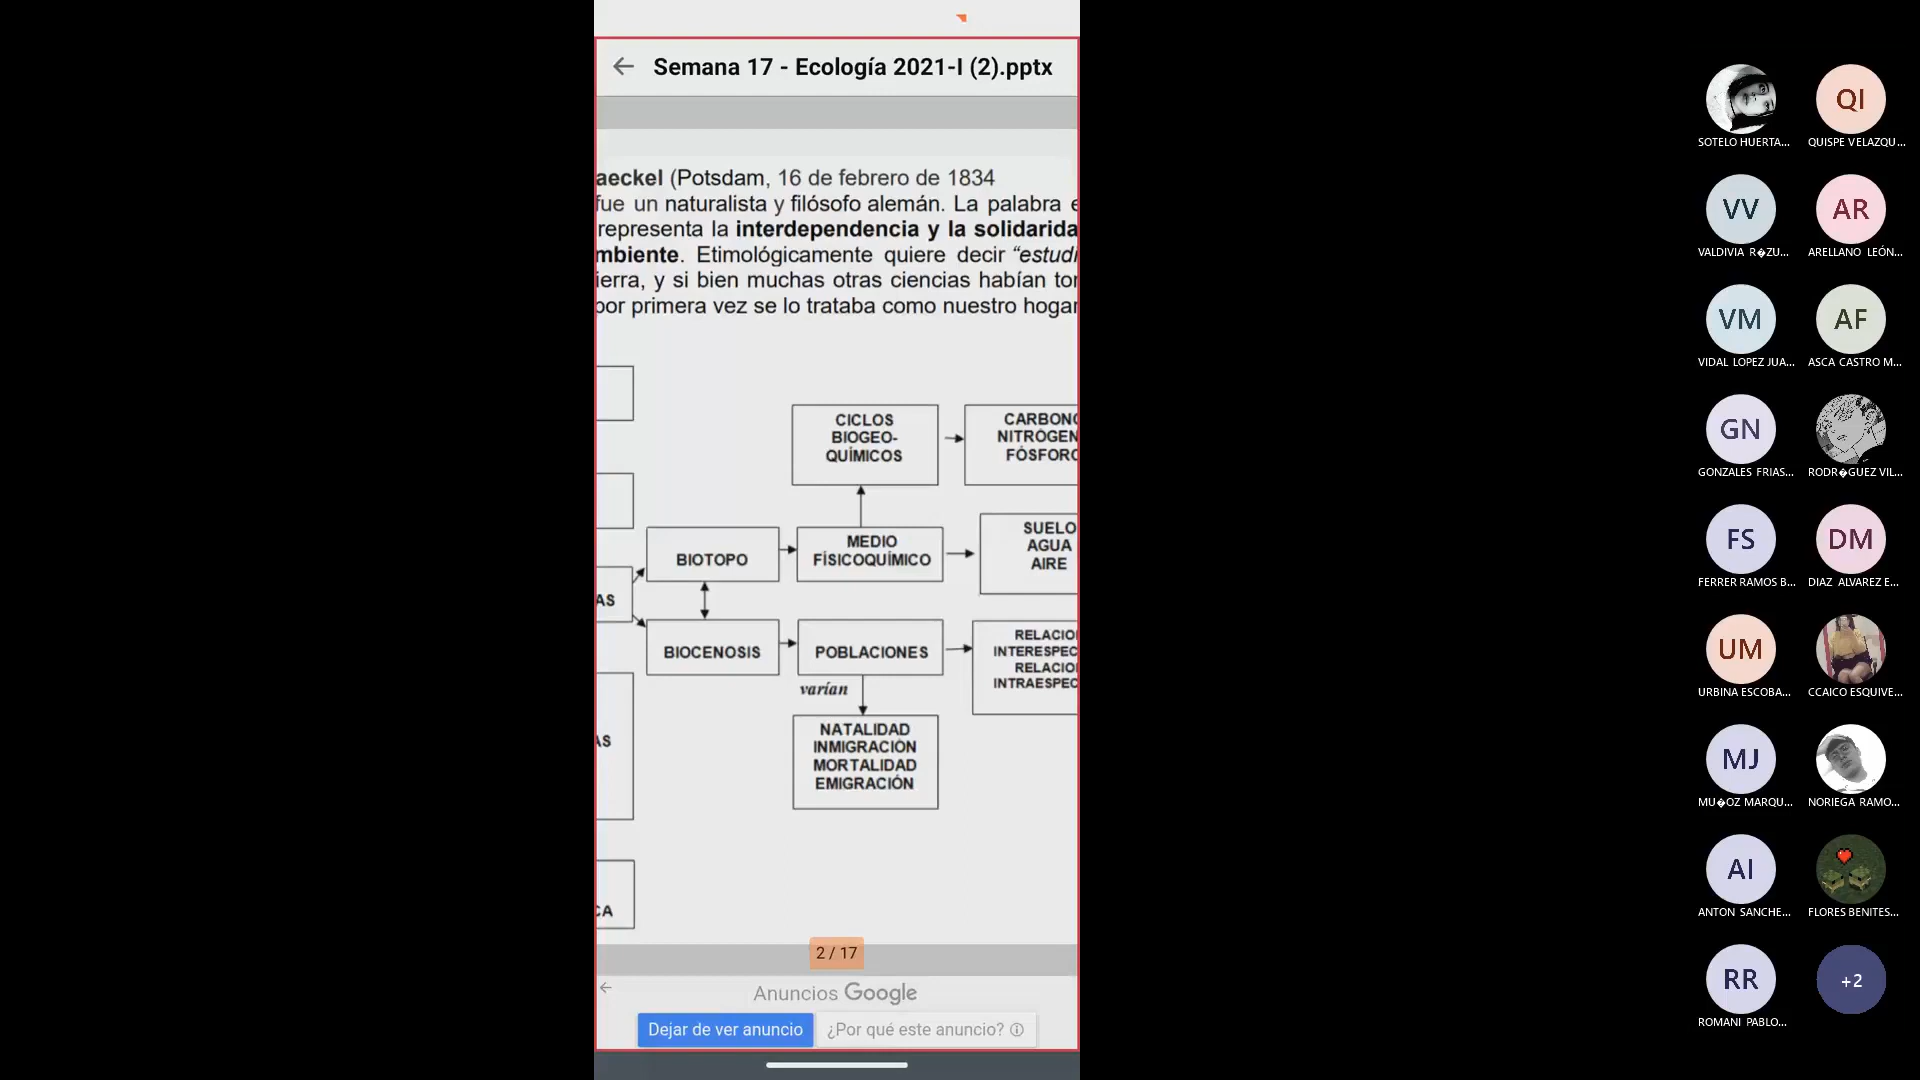 Semana 17 - Ecología 2021-I (2).pptx
aeckel (Potsdam, 16 de febrero de 1834
fue un naturalista y filósofo alemán. La palabra e
representa la interdependencia y la solidarida
mbiente. Etimológicamente quiere decir “estudi
ierra, y si bien muchas otras ciencias habían tor
por primera vez se lo trataba como nuestro hogar
CICLOS
BIOGEO-
QUÍMICOS
CARBONO
NITRÓGEN
FÓSFORO
BIOTOPO
MEDIO
FÍSICOQUÍMICO
SUELO
AGUA
AIRE
AS
BIOCENOSIS
POBLACIONES
RELACIO
INTERESPEC
RELACIO
INTRAESPEC
varían
NATALIDAD
INMIGRACIÓN
MORTALIDAD
EMIGRACIÓN
AS
CA
2 / 17
Anuncios Google
Dejar de ver anuncio
¿Por qué este anuncio?
SOTELO HUERTA...
QI
QUISPE VELAZQU...
VV
VALDIVIA R�ZU...
AR
ARELLANO LEÓN...
VM
VIDAL LOPEZ JUA...
AF
ASCA CASTRO M...
GN
GONZALES FRIAS...
RODR�GUEZ VIL...
FS
FERRER RAMOS B...
DM
DIAZ ALVAREZ E...
UM
URBINA ESCOBA...
CCAICO ESQUIVE...
MJ
MU�OZ MARQU...
NORIEGA RAMO...
AI
ANTON SANCHE...
FLORES BENITES...
RR
ROMANI PABLO...
+2